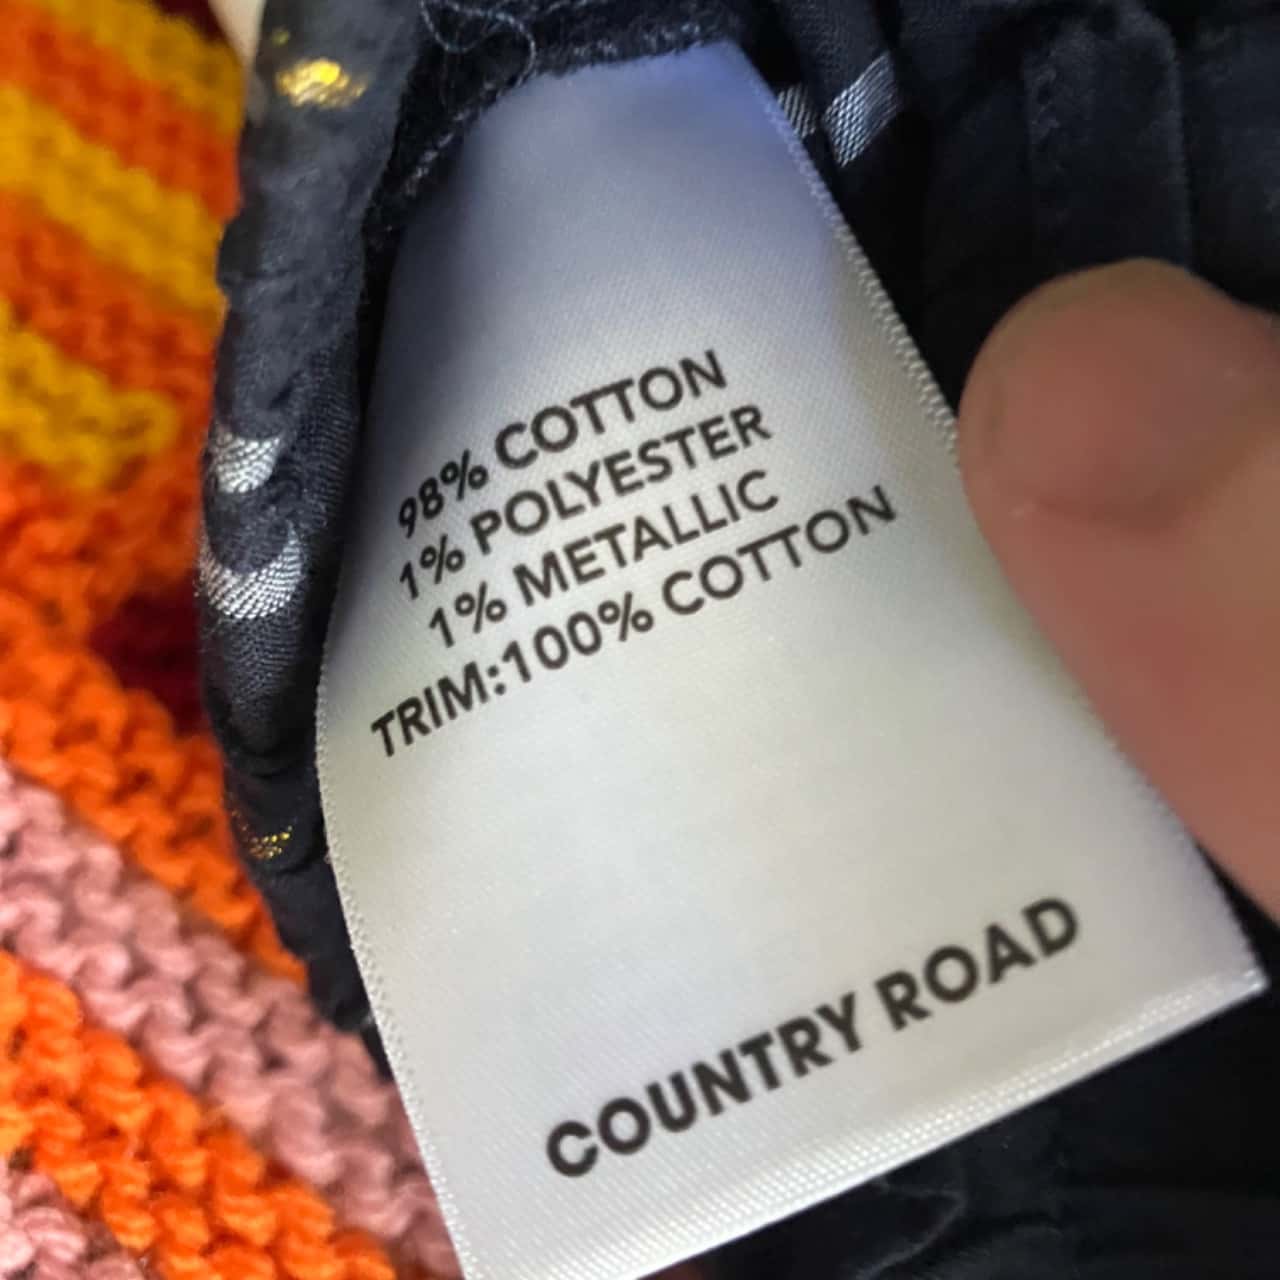 98% COTTON
1% POLYESTER
1% METALLIC
TRIM:100% COTTON
COUNTRY ROAD